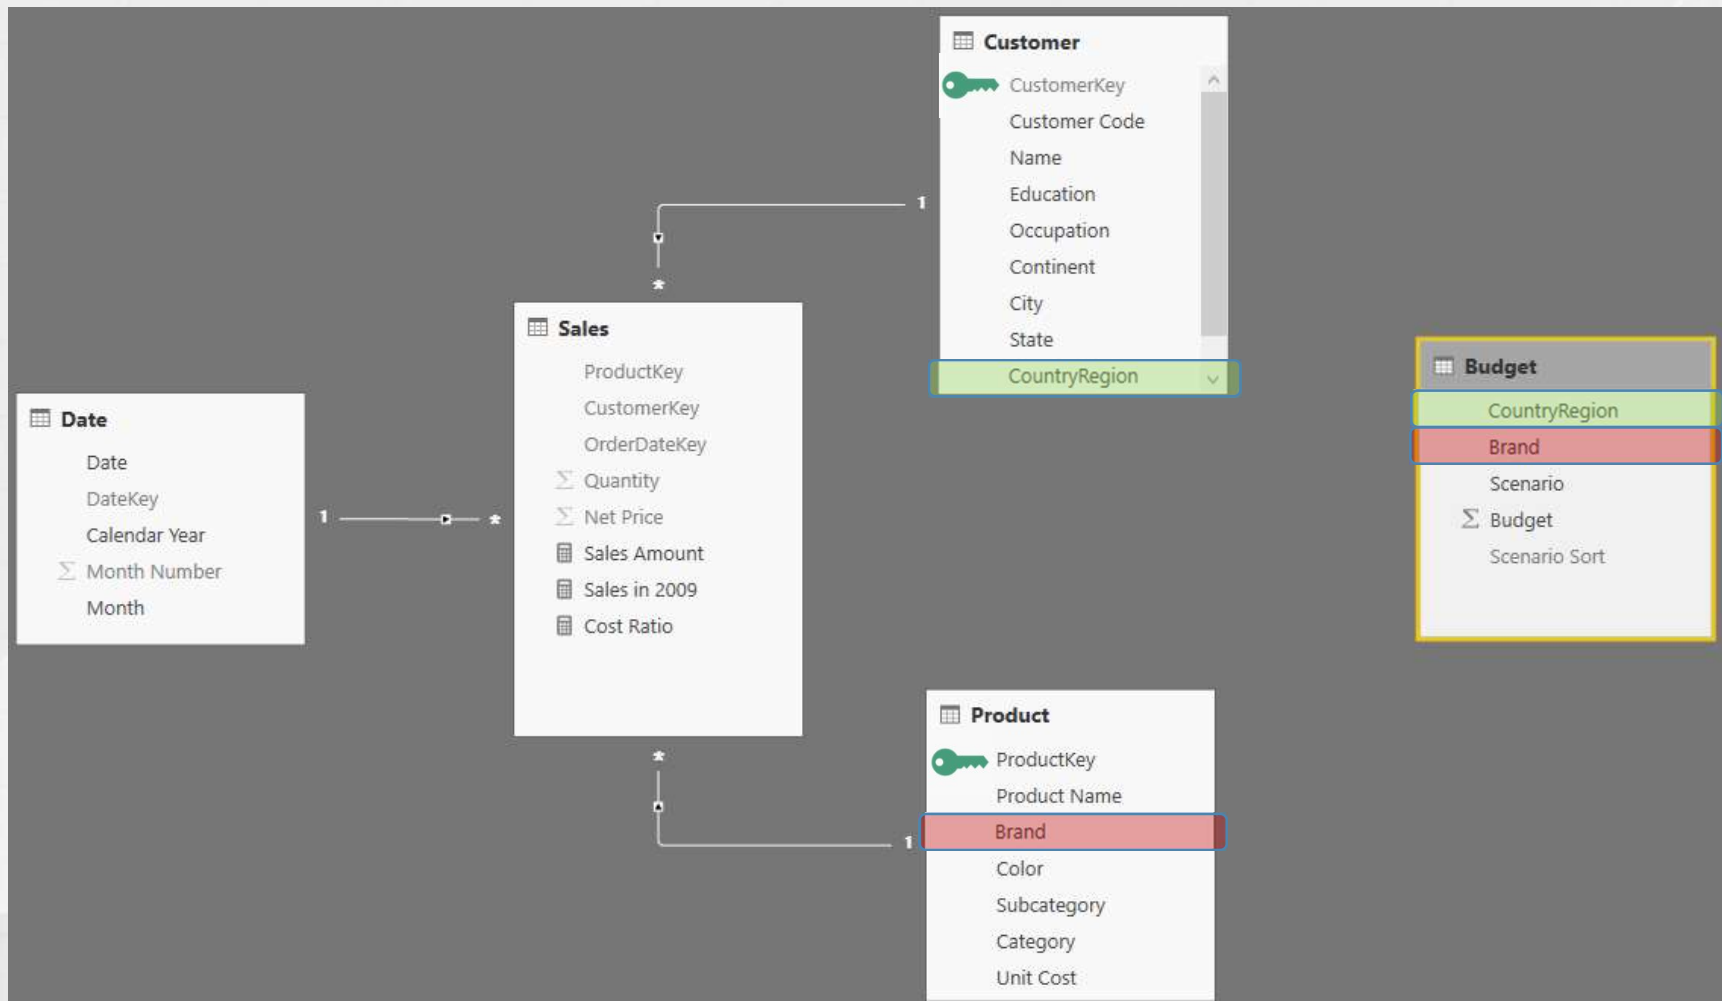 Customer
CustomerKey
Customer Code
Name
Education
Occupation
Continent
City
State
CountryRegion
1
*
Sales
ProductKey
CustomerKey
OrderDateKey
Σ Quantity
Σ Net Price
Sales Amount
Sales in 2009
Cost Ratio
Date
Date
DateKey
Calendar Year
Σ Month Number
Month
1
*
Budget
CountryRegion
Brand
Scenario
Σ Budget
Scenario Sort
*
1
Product
ProductKey
Product Name
Brand
Color
Subcategory
Category
Unit Cost